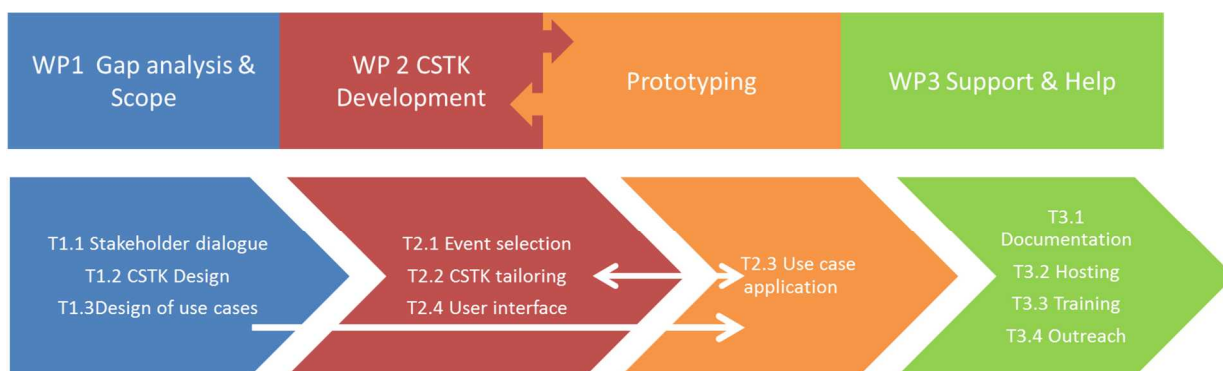 WP1 Gap analysis &
Scope
WP 2 CSTK
Development
Prototyping
WP3 Support & Help
T1.1 Stakeholder dialogue
T1.2 CSTK Design
T1.3Design of use cases
T2.1 Event selection
T2.2 CSTK tailoring
T2.4 User interface
T2.3 Use case
application
T3.1
Documentation
T3.2 Hosting
T3.3 Training
T3.4 Outreach